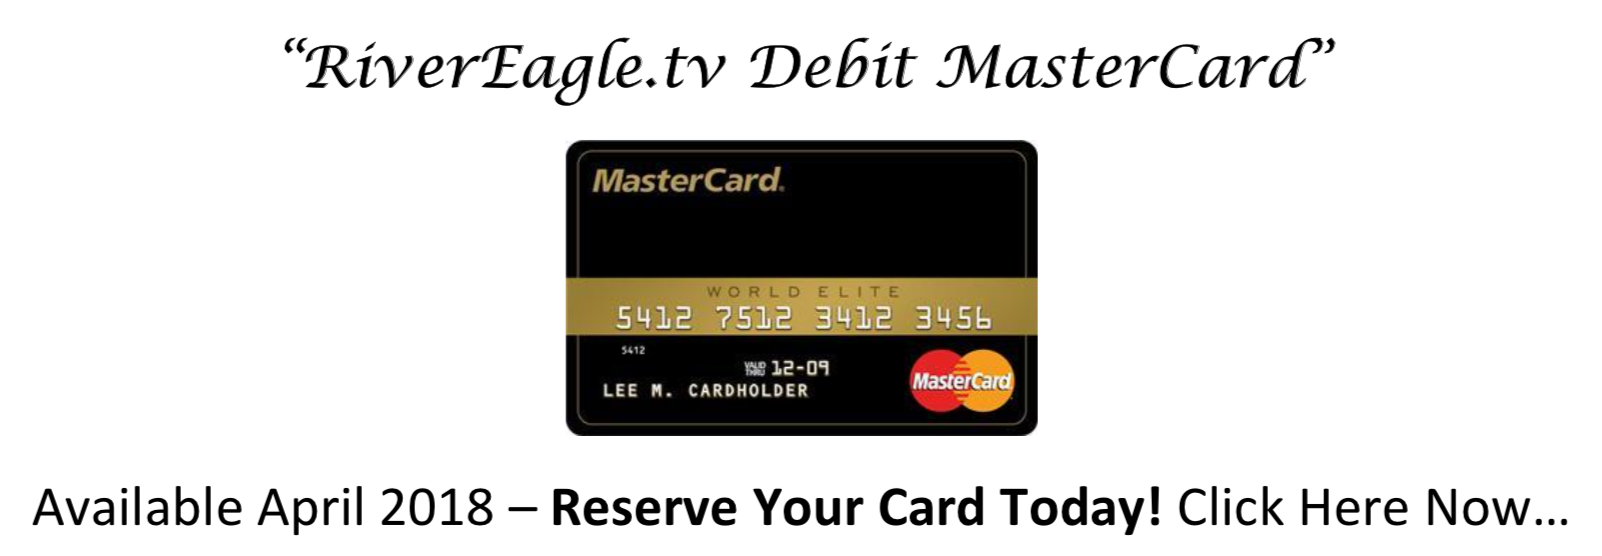 “RiverEagle.tv Debit MasterCard”
MasterCard.
WORLD ELITE
5412 7512 3412 3456
5412
VALID THRU 12-09
LEE M. CARDHOLDER
MasterCard
Available April 2018 – Reserve Your Card Today! Click Here Now...